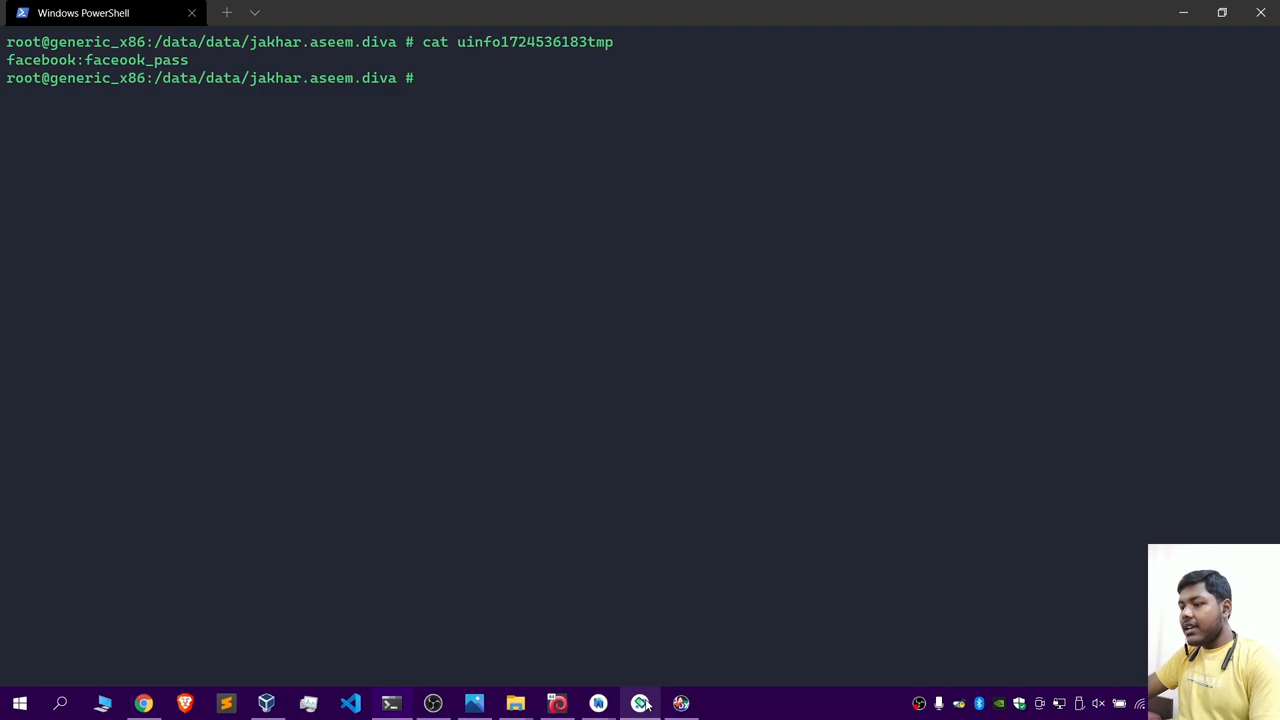 Windows PowerShell
root@generic_x86:/data/data/jakhar.aseem.diva # cat uinfo1724536183tmp
facebook:faceook_pass
root@generic_x86:/data/data/jakhar.aseem.diva #